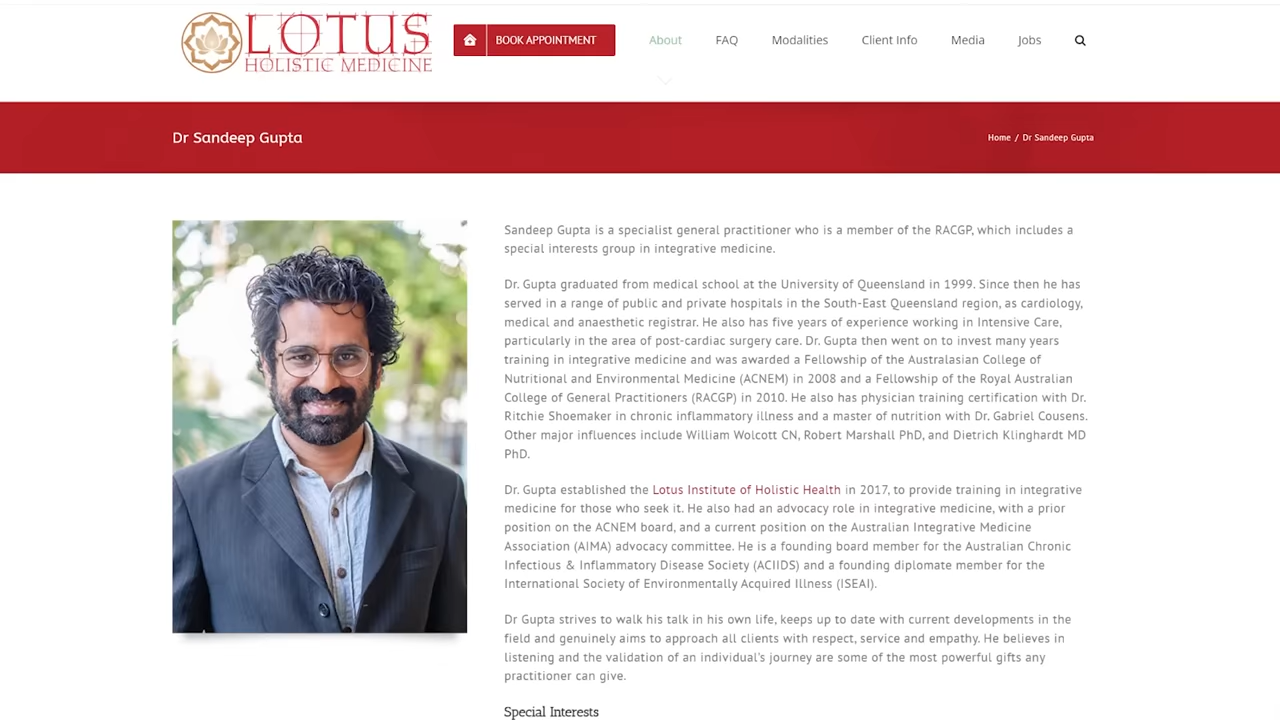 LOTUS
HOLISTIC MEDICINE
BOOK APPOINTMENT
About
FAQ
Modalities
Client Info
Media
Jobs
Dr Sandeep Gupta
Home / Dr Sandeep Gupta
Sandeep Gupta is a specialist general practitioner who is a member of the RACGP, which includes a
special interests group in integrative medicine.
Dr. Gupta graduated from medical school at the University of Queensland in 1999. Since then he has
served in a range of public and private hospitals in the South-East Queensland region, as cardiology,
medical and anaesthetic registrar. He also has five years of experience working in Intensive Care,
particularly in the area of post-cardiac surgery care. Dr. Gupta then went on to invest many years
training in integrative medicine and was awarded a Fellowship of the Australasian College of
Nutritional and Environmental Medicine (ACNEM) in 2008 and a Fellowship of the Royal Australian
College of General Practitioners (RACGP) in 2010. He also has physician training certification with Dr.
Ritchie Shoemaker in chronic inflammatory illness and a master of nutrition with Dr. Gabriel Cousens.
Other major influences include William Wolcott CN, Robert Marshall PhD, and Dietrich Klinghardt MD
PhD.
Dr. Gupta established the Lotus Institute of Holistic Health in 2017, to provide training in integrative
medicine for those who seek it. He also had an advocacy role in integrative medicine, with a prior
position on the ACNEM board, and a current position on the Australian Integrative Medicine
Association (AIMA) advocacy committee. He is a founding board member for the Australian Chronic
Infectious & Inflammatory Disease Society (ACIIDS) and a founding diplomate member for the
International Society of Environmentally Acquired Illness (ISEAI).
Dr Gupta strives to walk his talk in his own life, keeps up to date with current developments in the
field and genuinely aims to approach all clients with respect, service and empathy. He believes in
listening and the validation of an individual's journey are some of the most powerful gifts any
practitioner can give.
Special Interests